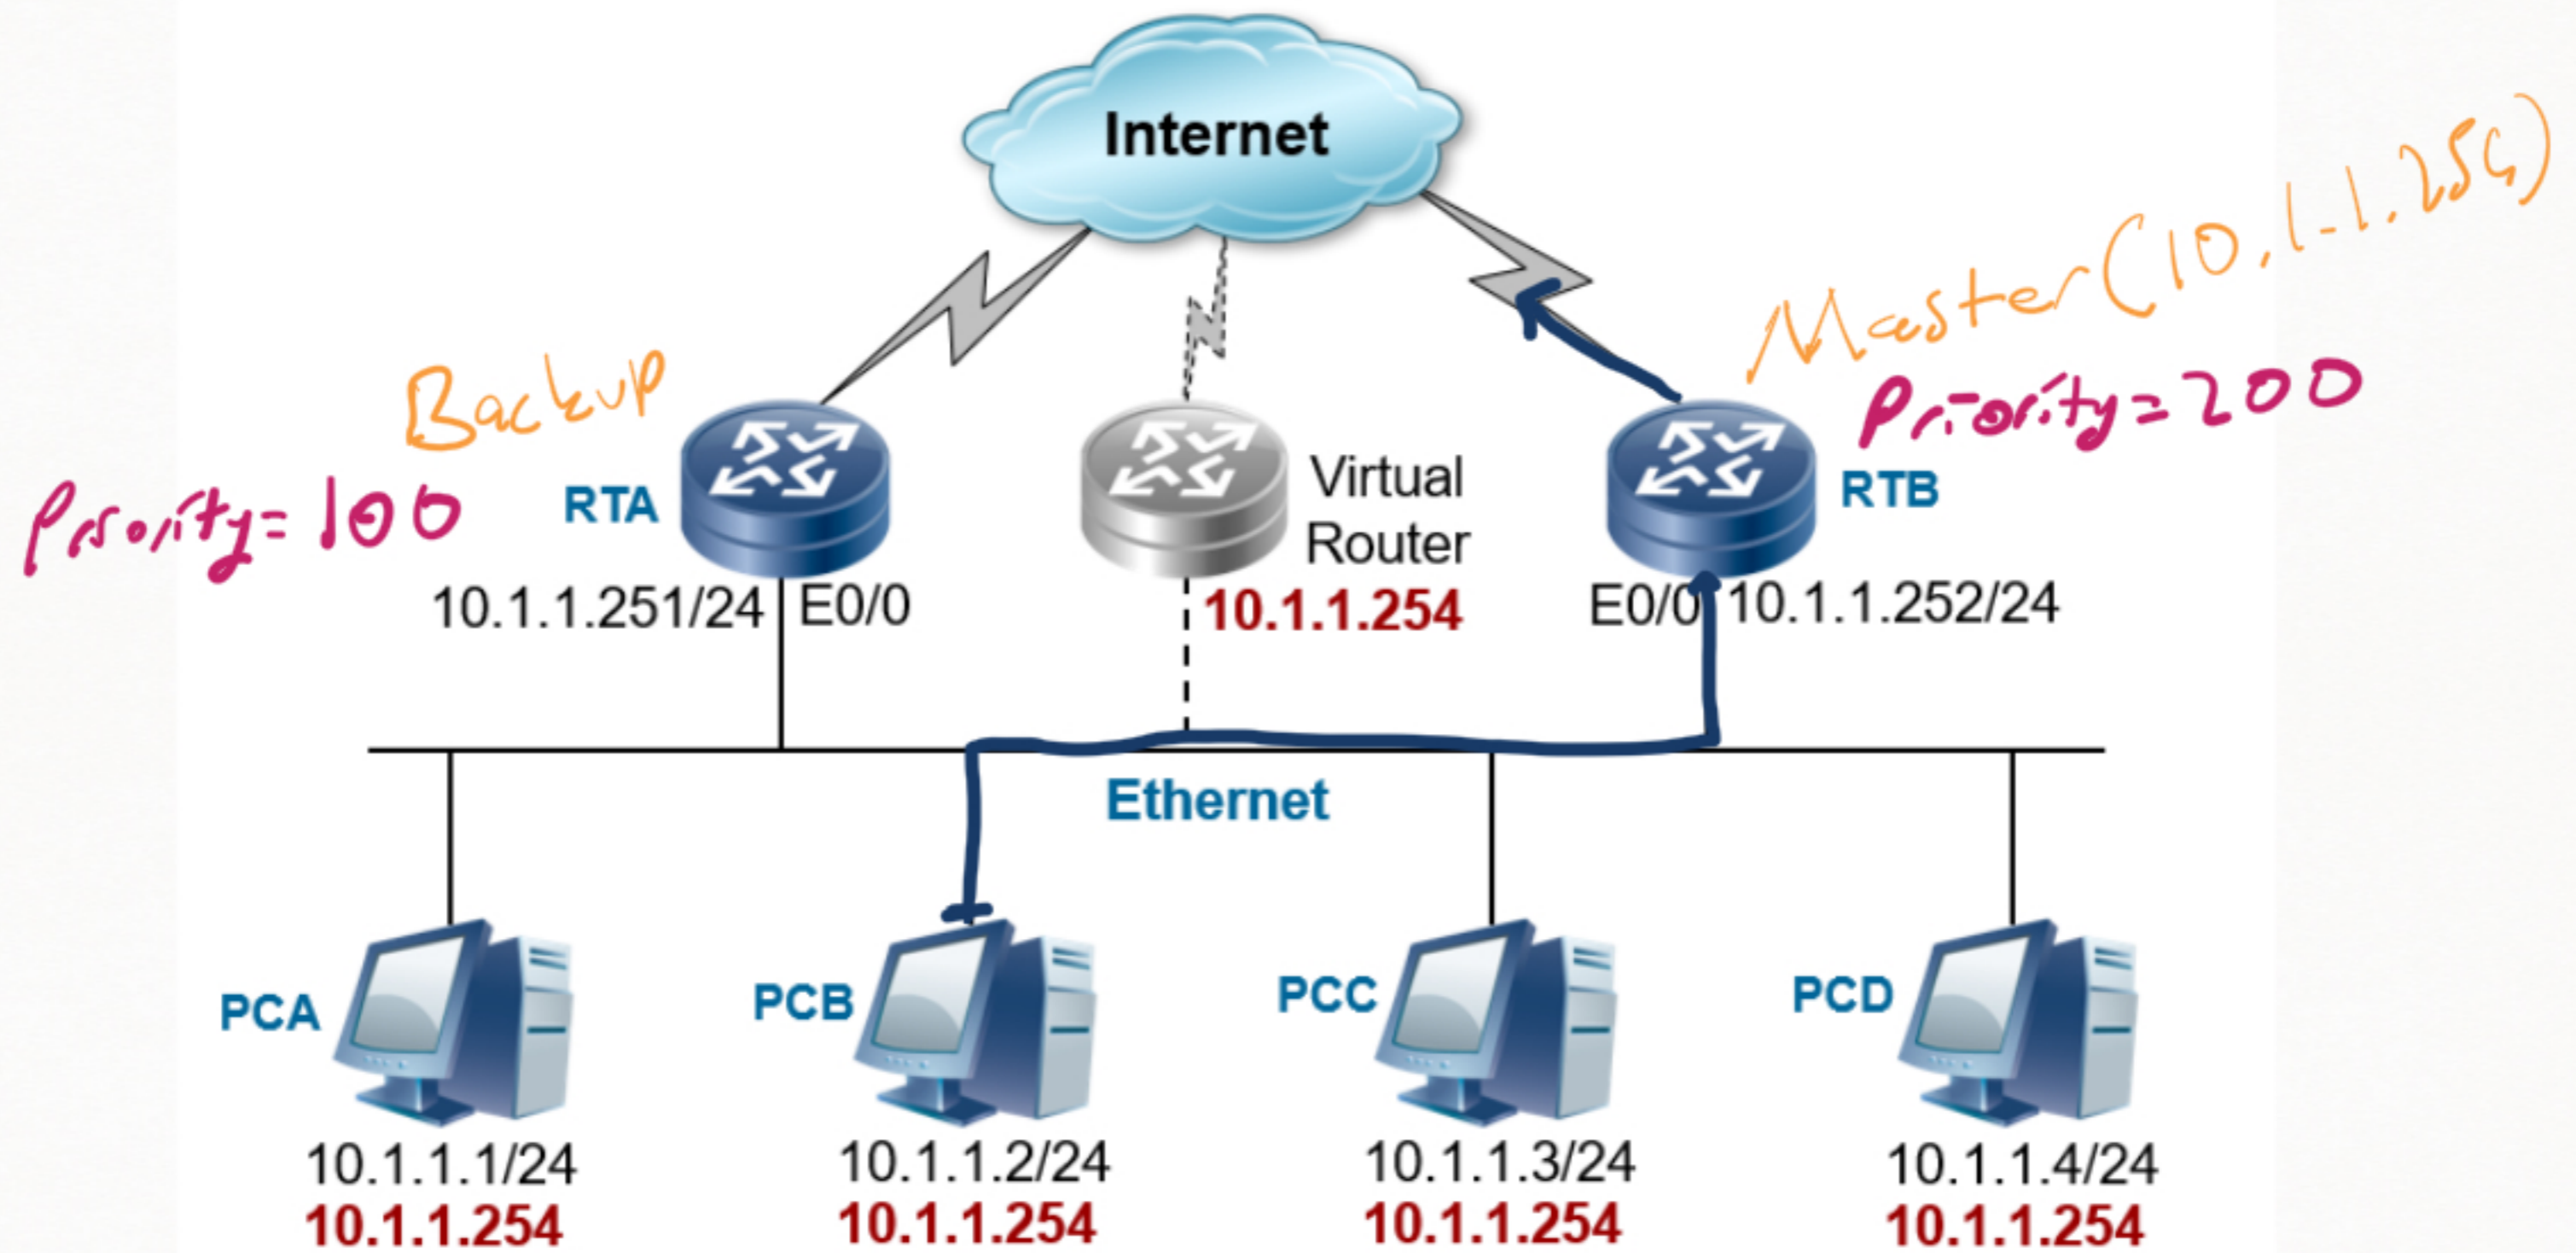 Internet
Master (10.1.1.254)
Backup
Priority=200
Priority=100
RTA
Virtual
Router
RTB
10.1.1.251/24
E0/0
10.1.1.254
E0/0
10.1.1.252/24
Ethernet
PCA
PCB
PCC
PCD
10.1.1.1/24
10.1.1.254
10.1.1.2/24
10.1.1.254
10.1.1.3/24
10.1.1.254
10.1.1.4/24
10.1.1.254